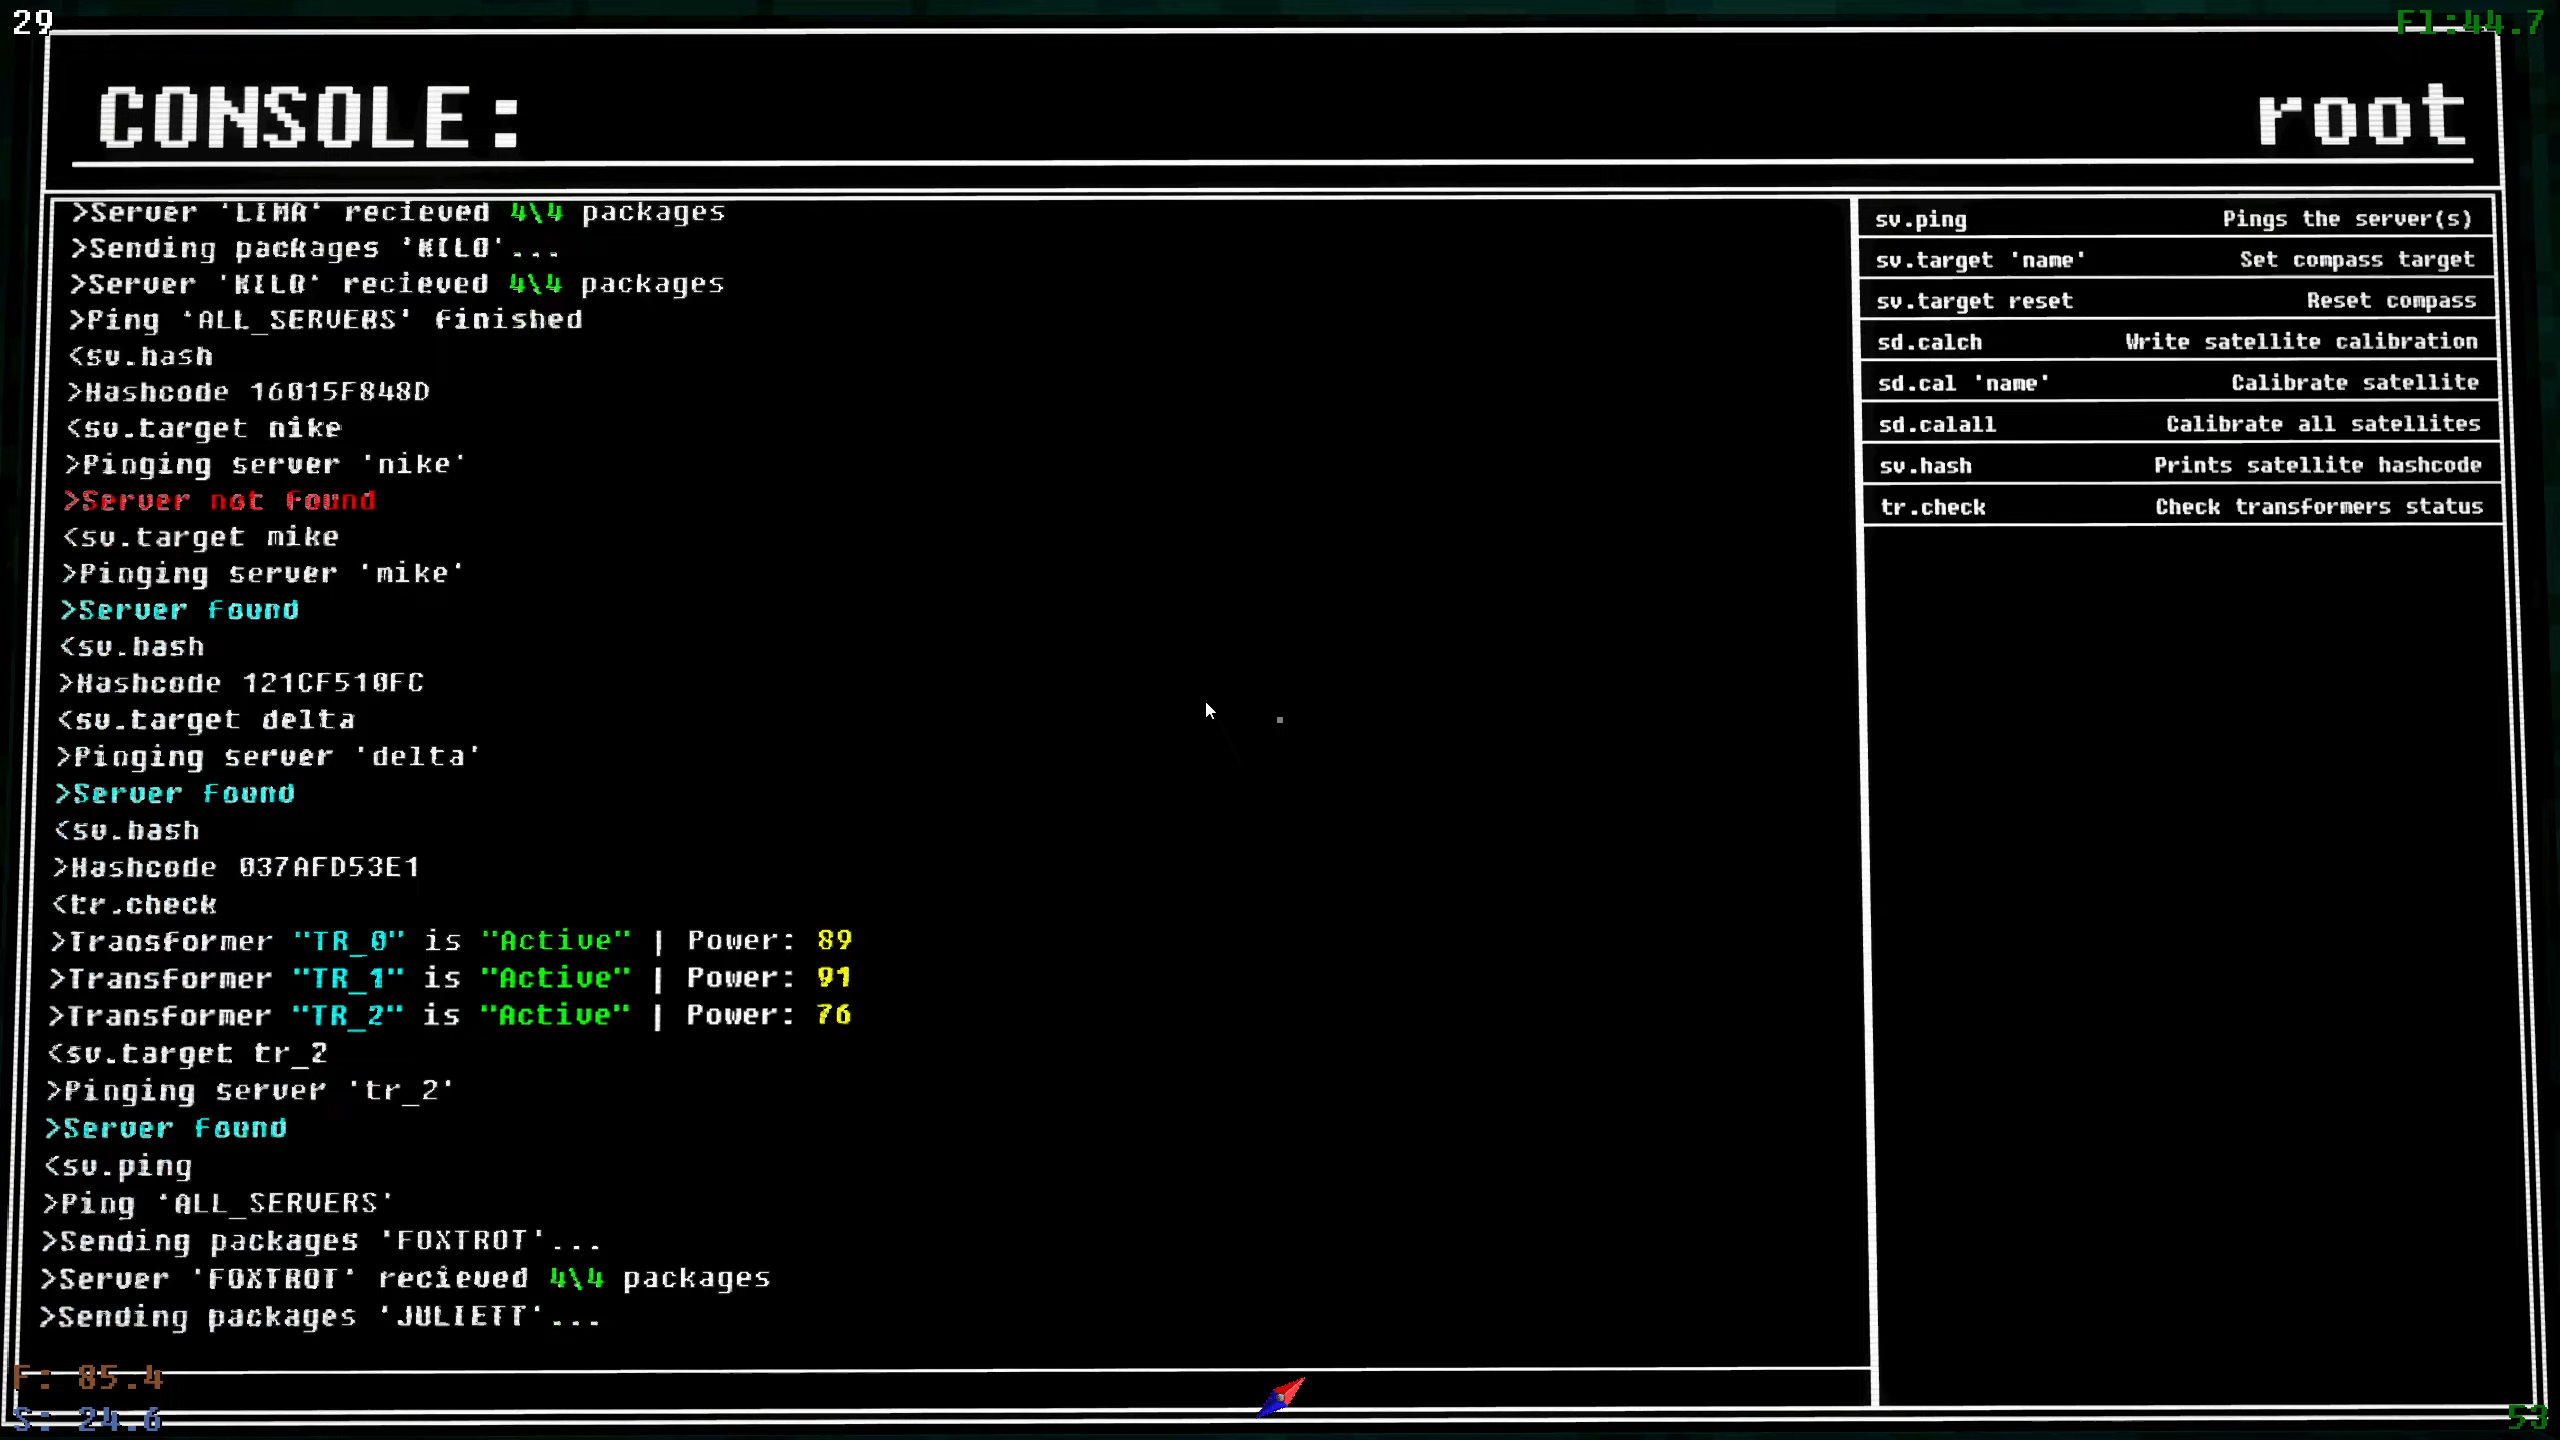 29
F1:44.7
CONSOLE:
root
>Server 'LIMA' recieved 4\4 packages
>Sending packages 'KILO'...
>Server 'KILO' recieved 4\4 packages
>Ping 'ALL_SERVERS' finished
<sv.hash
>Hashcode 16015F848D
<sv.target nike
>Pinging server 'nike'
>Server not found
<sv.target mike
>Pinging server 'mike'
>Server found
<sv.hash
>Hashcode 121CF510FC
<sv.target delta
>Pinging server 'delta'
>Server found
<sv.hash
>Hashcode 037AFD53E1
<tr.check
>Transformer "TR_0" is "Active" | Power: 89
>Transformer "TR_1" is "Active" | Power: 91
>Transformer "TR_2" is "Active" | Power: 76
<sv.target tr_2
>Pinging server 'tr_2'
>Server found
<sv.ping
>Ping 'ALL_SERVERS'
>Sending packages 'FOXTROT'...
>Server 'FOXTROT' recieved 4\4 packages
>Sending packages 'JULIETT'...
sv.ping Pings the server(s)
sv.target 'name' Set compass target
sv.target reset Reset compass
sd.calch Write satellite calibration
sd.cal 'name' Calibrate satellite
sd.calall Calibrate all satellites
sv.hash Prints satellite hashcode
tr.check Check transformers status
F: 85.4
S: 24.6
53